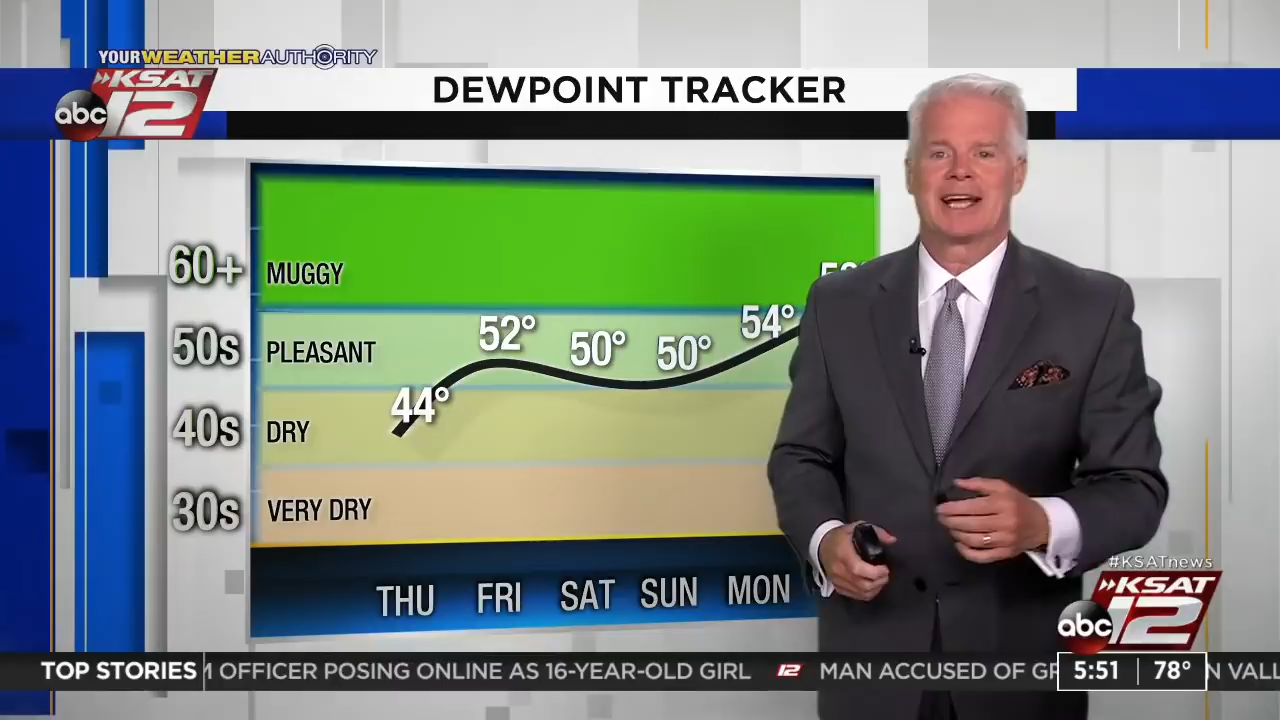 YOUR WEATHER AUTHORITY
KSAT
abc 12
DEWPOINT TRACKER
60+ MUGGY
50s PLEASANT
40s DRY
30s VERY DRY
44° 52° 50° 50° 54°
THU FRI SAT SUN MON
#KSATnews
KSAT
abc 12
TOP STORIES OFFICER POSING ONLINE AS 16-YEAR-OLD GIRL 12 MAN ACCUSED OF 5:51 78°